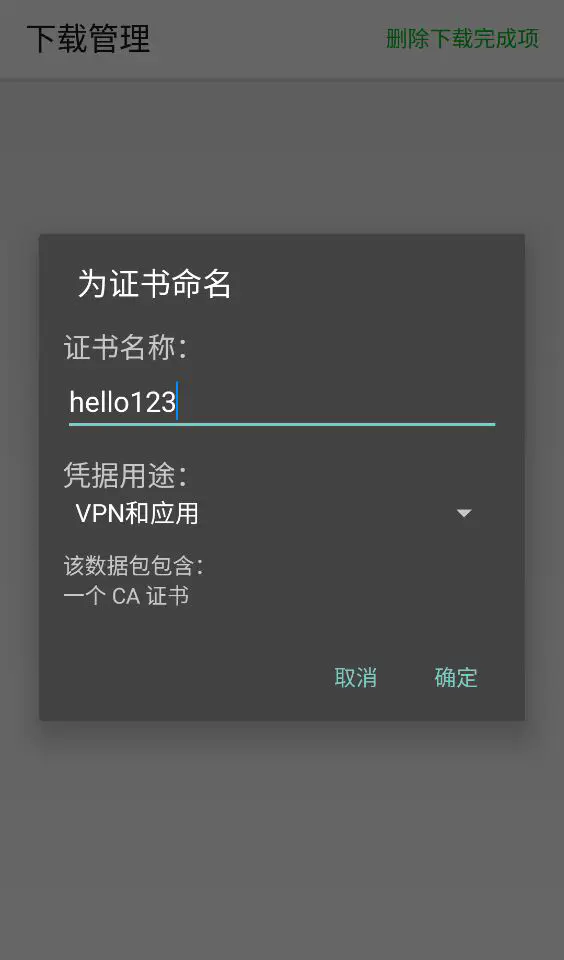 下载管理
删除下载完成项
为证书命名
证书名称：
hello123
凭据用途：
VPN和应用
该数据包包含：
一个 CA 证书
取消
确定